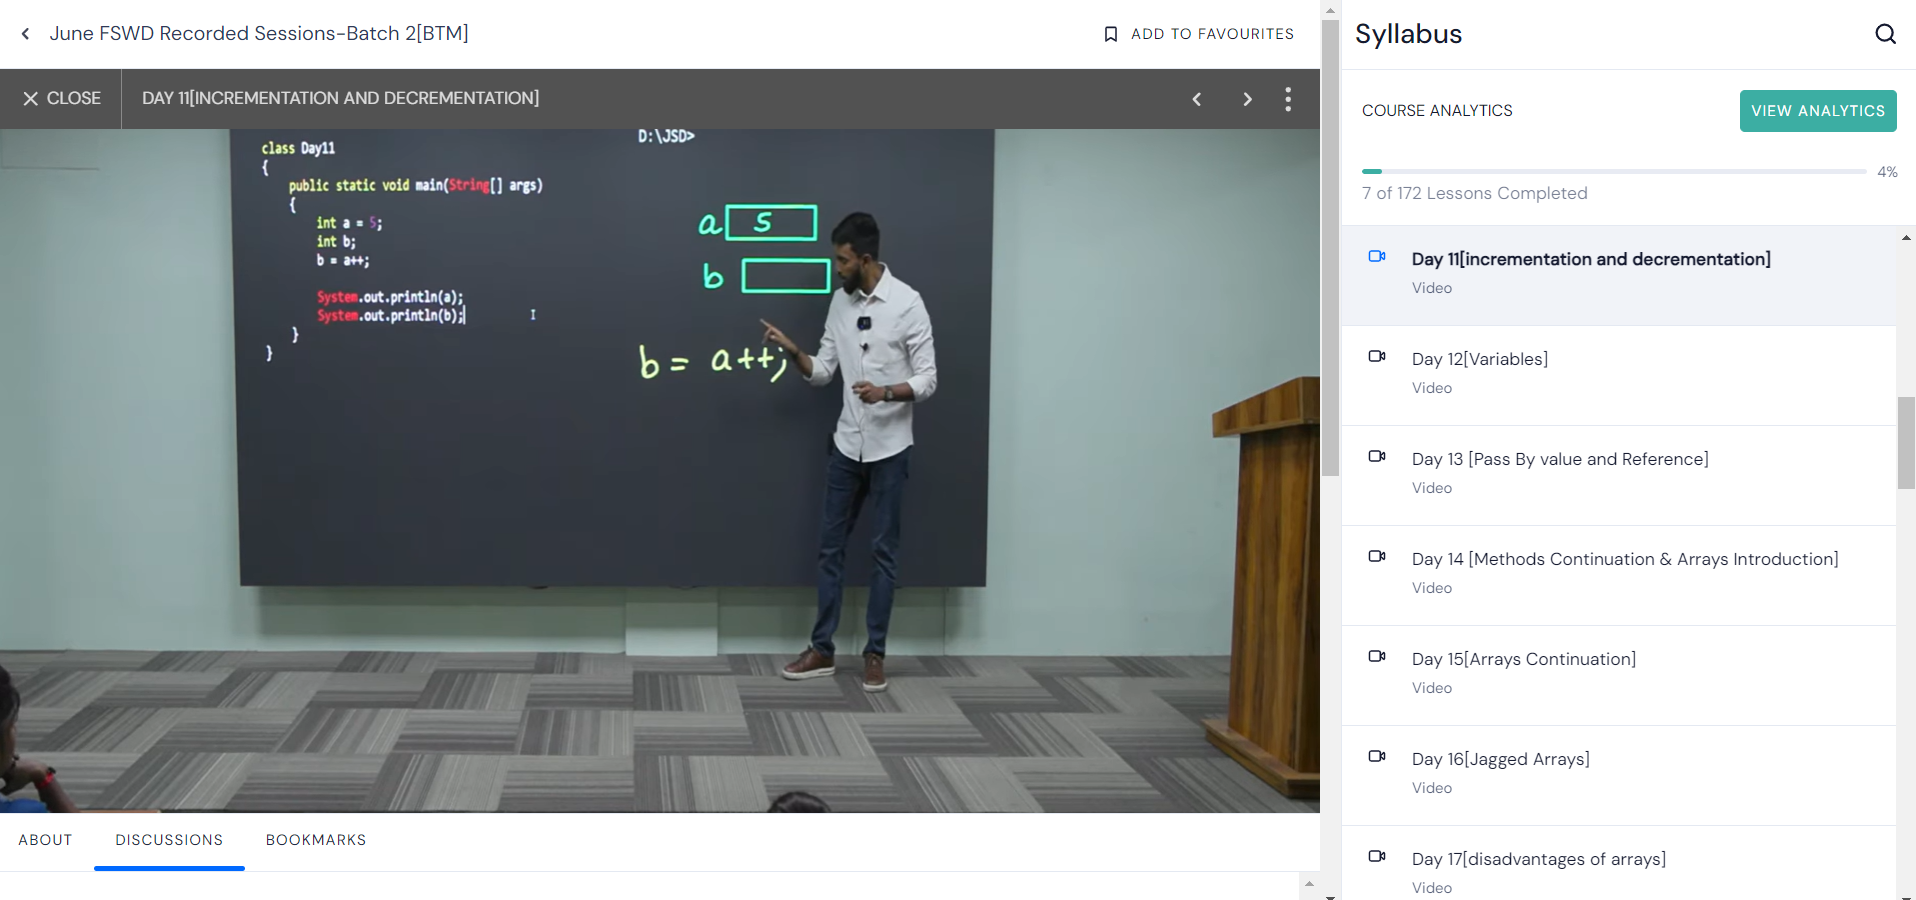 June FSWD Recorded Sessions-Batch 2[BTM]
ADD TO FAVOURITES
CLOSE
DAY 11[INCREMENTATION AND DECREMENTATION]
class Day11
{
public static void main(String[] args)
{
int a = 5;
int b;
b = a++;
System.out.println(a);
System.out.println(b);
}
}
D:\JSD>
a 5
b
b = a++;
ABOUT
DISCUSSIONS
BOOKMARKS
Syllabus
COURSE ANALYTICS
VIEW ANALYTICS
4%
7 of 172 Lessons Completed
Day 11[incrementation and decrementation]
Video
Day 12[Variables]
Video
Day 13 [Pass By value and Reference]
Video
Day 14 [Methods Continuation & Arrays Introduction]
Video
Day 15[Arrays Continuation]
Video
Day 16[Jagged Arrays]
Video
Day 17[disadvantages of arrays]
Video